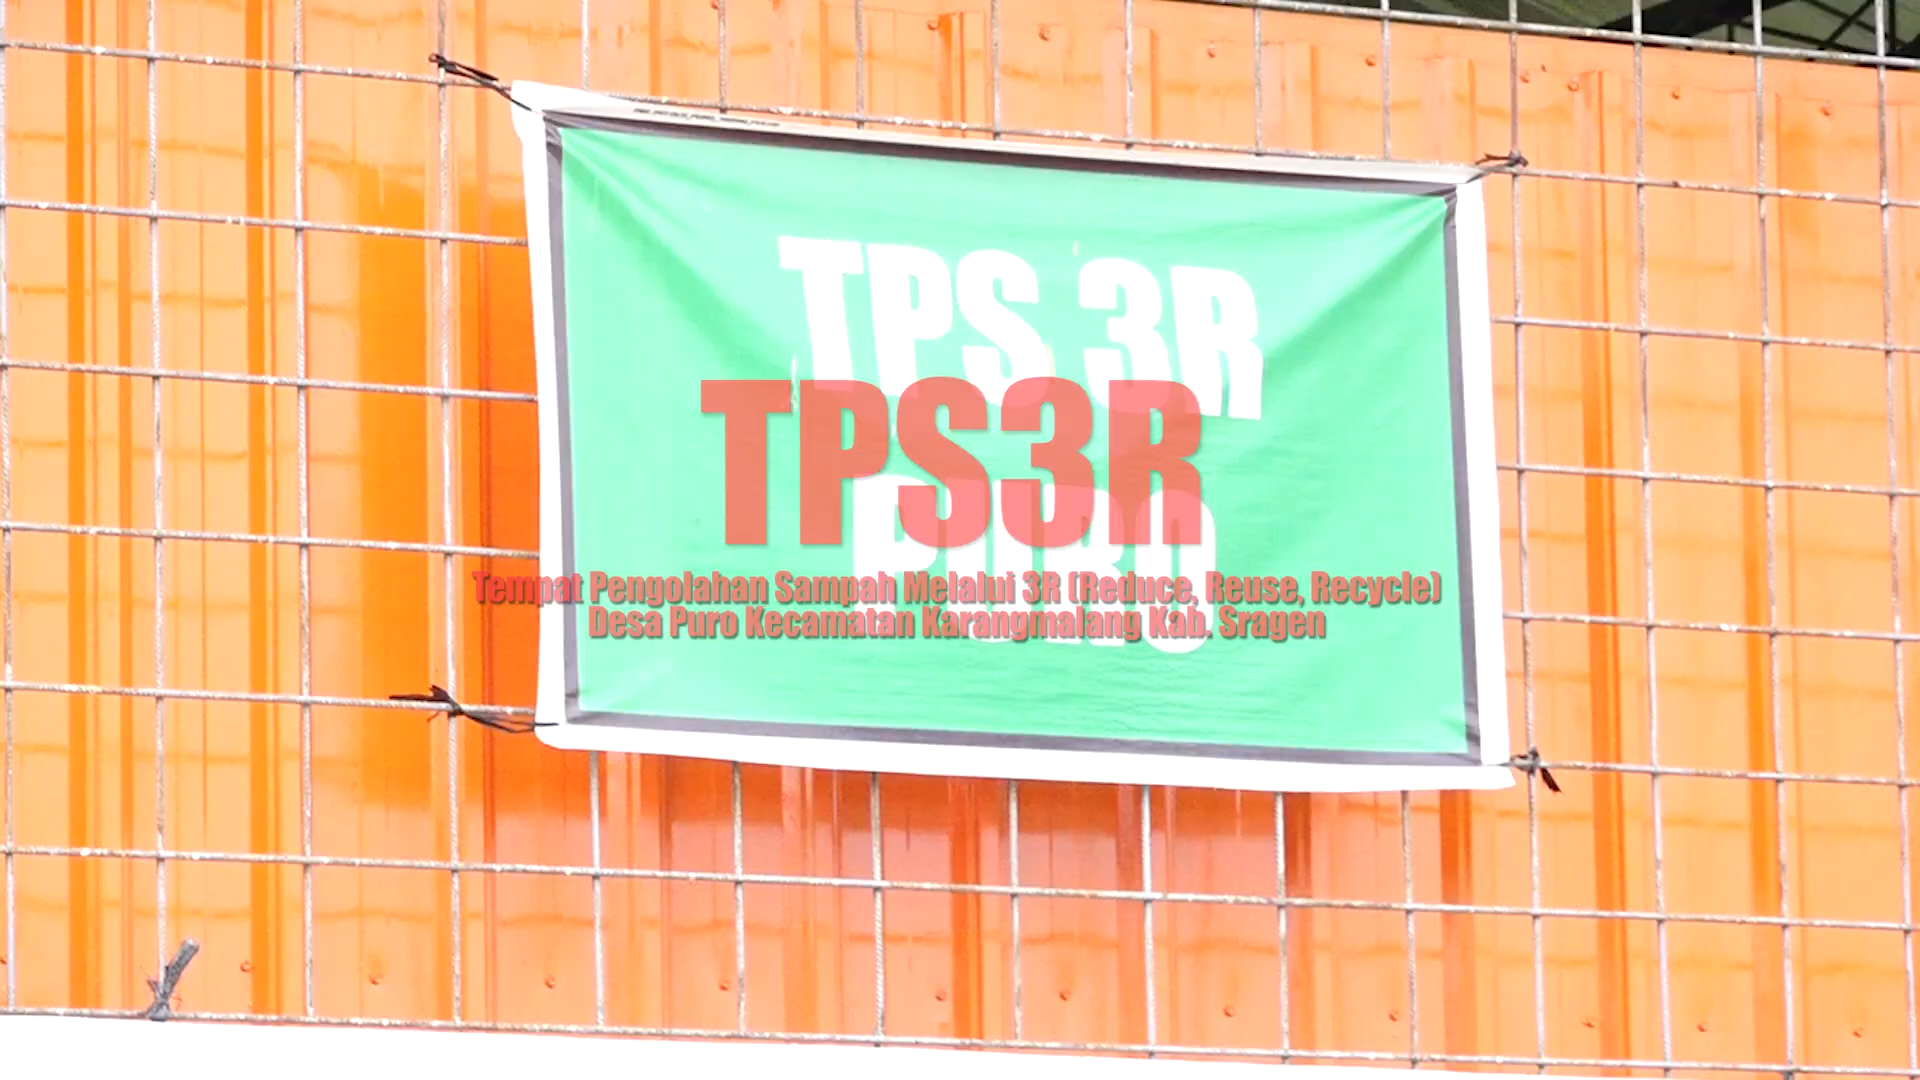 TPS 3R
PURO
TPS3R
Tempat Pengolahan Sampah Melalui 3R (Reduce, Reuse, Recycle)
Desa Puro Kecamatan Karangmalang Kab. Sragen